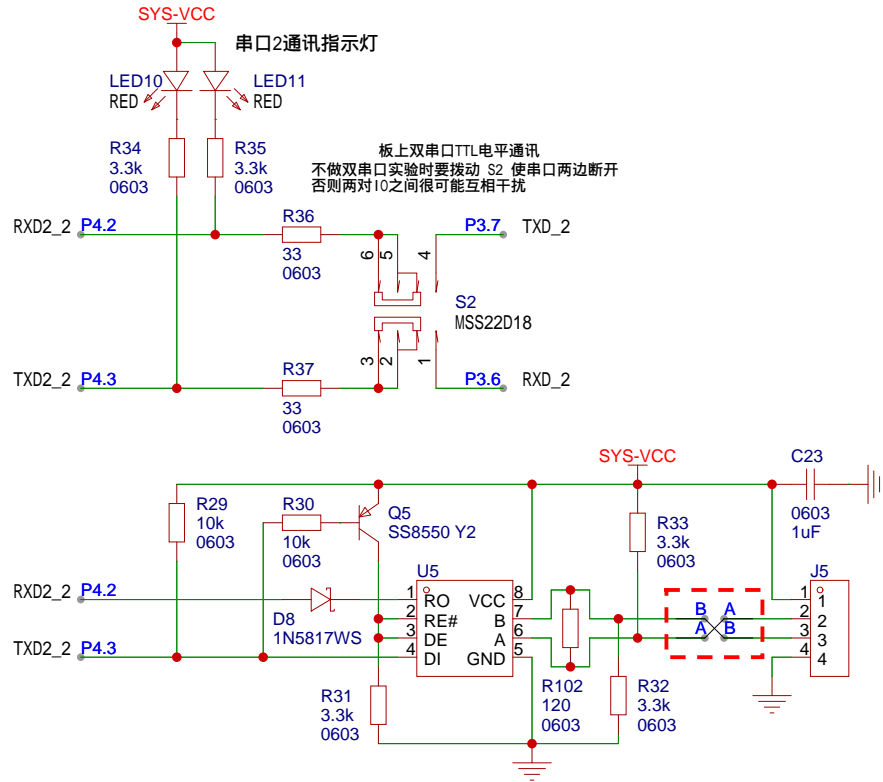 SYS-VCC
串口2通讯指示灯
LED10
RED
LED11
RED
R34
3.3k
0603
R35
3.3k
0603
板上双串口TTL电平通讯
不做双串口实验时要拨动 S2 使串口两边断开
否则两对IO之间很可能互相干扰
RXD2_2 P4.2
R36
33
0603
P3.7 TXD_2
6 5 4
S2
MSS22D18
3 2 1
TXD2_2 P4.3
R37
33
0603
P3.6 RXD_2
SYS-VCC
C23
0603
1uF
R29
10k
0603
R30
10k
0603
Q5
SS8550 Y2
R33
3.3k
0603
U5
J5
RXD2_2 P4.2
D8
1N5817WS
1 RO VCC 8
2 RE# B 7
3 DE A 6
4 DI GND 5
B A
A B
1 1
2 2
3 3
4 4
TXD2_2 P4.3
R31
3.3k
0603
R102
120
0603
R32
3.3k
0603